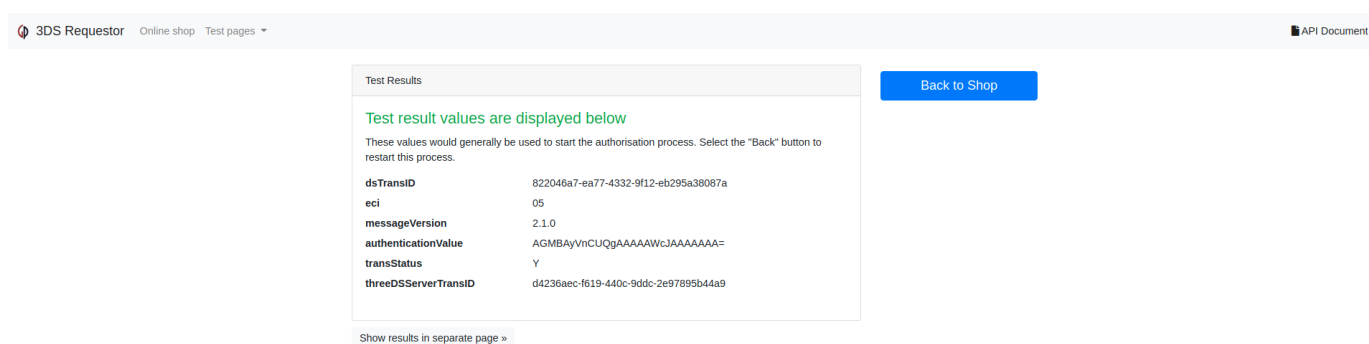 3DS Requestor Online shop Test pages API Document
Test Results
Back to Shop
Test result values are displayed below
These values would generally be used to start the authorisation process. Select the "Back" button to
restart this process.
dsTransID 822046a7-ea77-4332-9f12-eb295a38087a
eci 05
messageVersion 2.1.0
authenticationValue AGMBAyVnCUQgAAAAAWcJAAAAAAA=
transStatus Y
threeDSServerTransID d4236aec-f619-440c-9ddc-2e97895b44a9
Show results in separate page »